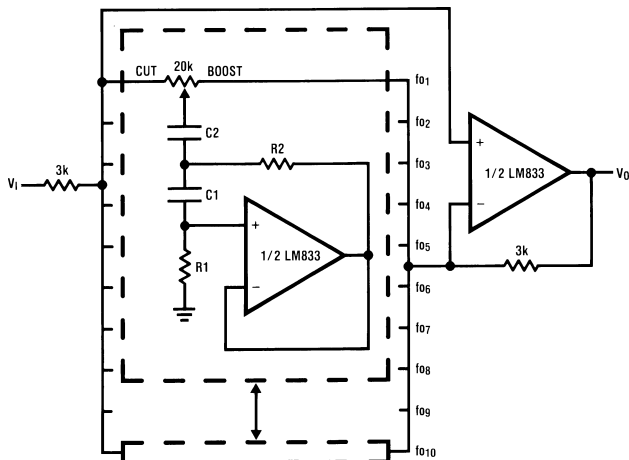 CUT 20k BOOST
C2
R2
C1
R1
+
1/2 LM833
−
3k
VI
fo1
fo2
fo3
fo4
fo5
fo6
fo7
fo8
fo9
fo10
+
1/2 LM833
−
3k
VO